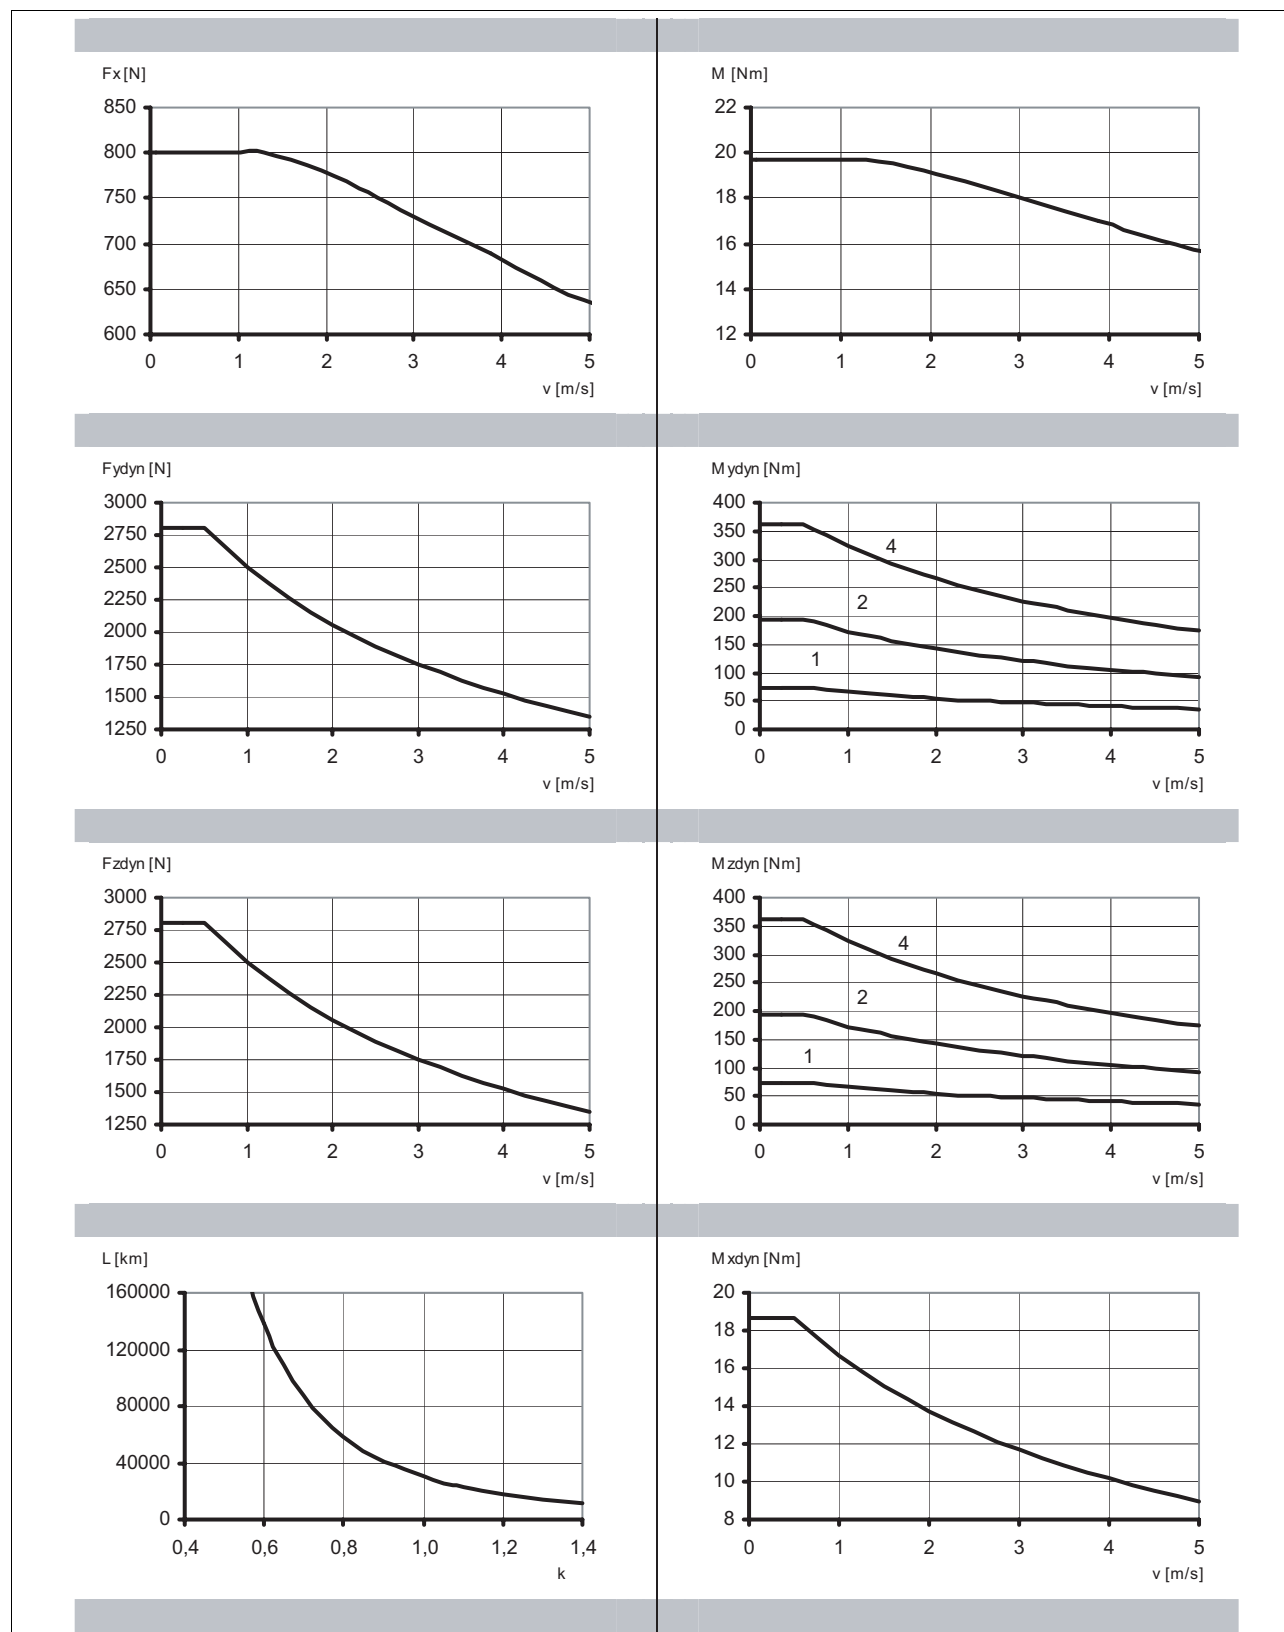 Fx [N]
850
800
750
700
650
600
0 1 2 3 4 5
v [m/s]
M [Nm]
22
20
18
16
14
12
0 1 2 3 4 5
v [m/s]
Fydyn [N]
3000
2750
2500
2250
2000
1750
1500
1250
0 1 2 3 4 5
v [m/s]
Mydyn [Nm]
400
350
300
250
200
150
100
50
0
4
2
1
0 1 2 3 4 5
v [m/s]
Fzdyn [N]
3000
2750
2500
2250
2000
1750
1500
1250
0 1 2 3 4 5
v [m/s]
Mzdyn [Nm]
400
350
300
250
200
150
100
50
0
4
2
1
0 1 2 3 4 5
v [m/s]
L [km]
160000
120000
80000
40000
0
0,4 0,6 0,8 1,0 1,2 1,4
k
Mxdyn [Nm]
20
18
16
14
12
10
8
0 1 2 3 4 5
v [m/s]